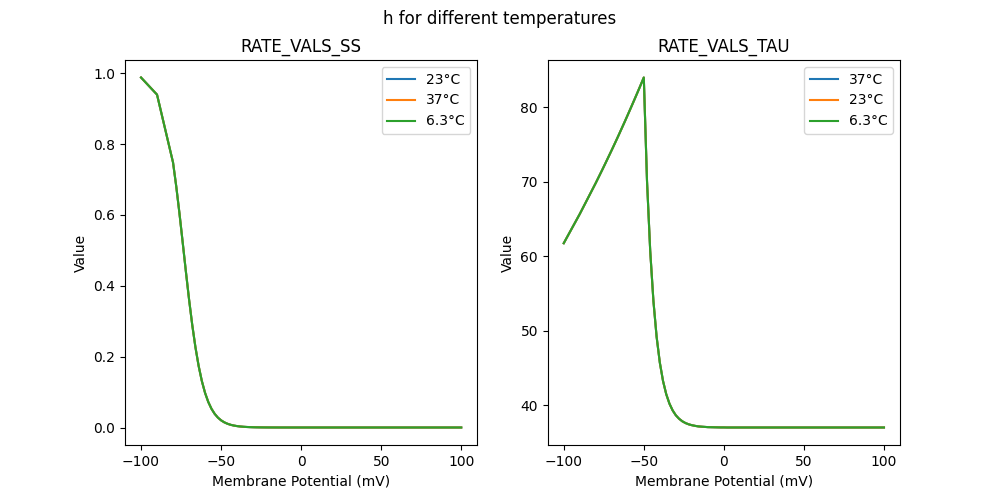 h for different temperatures
RATE_VALS_SS
1.0
0.8
0.6
0.4
0.2
0.0
Value
−100
−50
0
50
100
Membrane Potential (mV)
23°C
37°C
6.3°C
RATE_VALS_TAU
80
70
60
50
40
Value
−100
−50
0
50
100
Membrane Potential (mV)
37°C
23°C
6.3°C